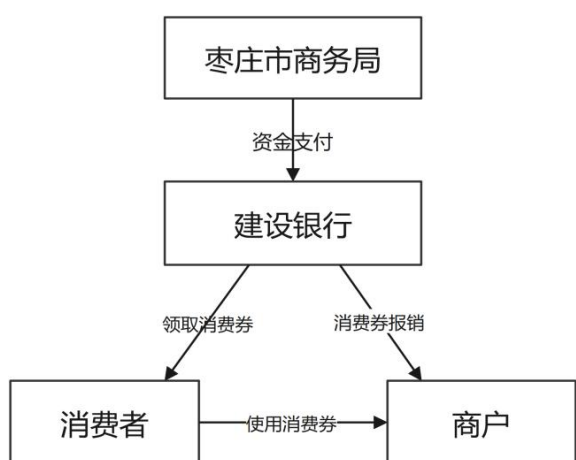 枣庄市商务局
资金支付
建设银行
领取消费券
消费券报销
消费者
使用消费券
商户